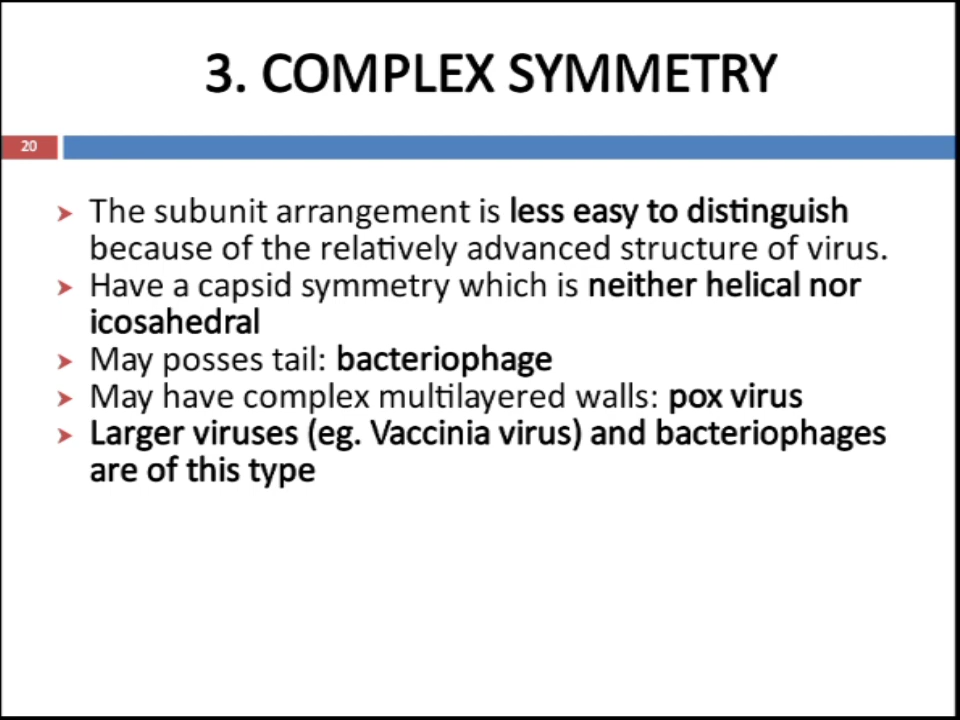 3. COMPLEX SYMMETRY
20
➤ The subunit arrangement is less easy to distinguish
because of the relatively advanced structure of virus.
➤ Have a capsid symmetry which is neither helical nor
icosahedral
➤ May posses tail: bacteriophage
➤ May have complex multilayered walls: pox virus
➤ Larger viruses (eg. Vaccinia virus) and bacteriophages
are of this type